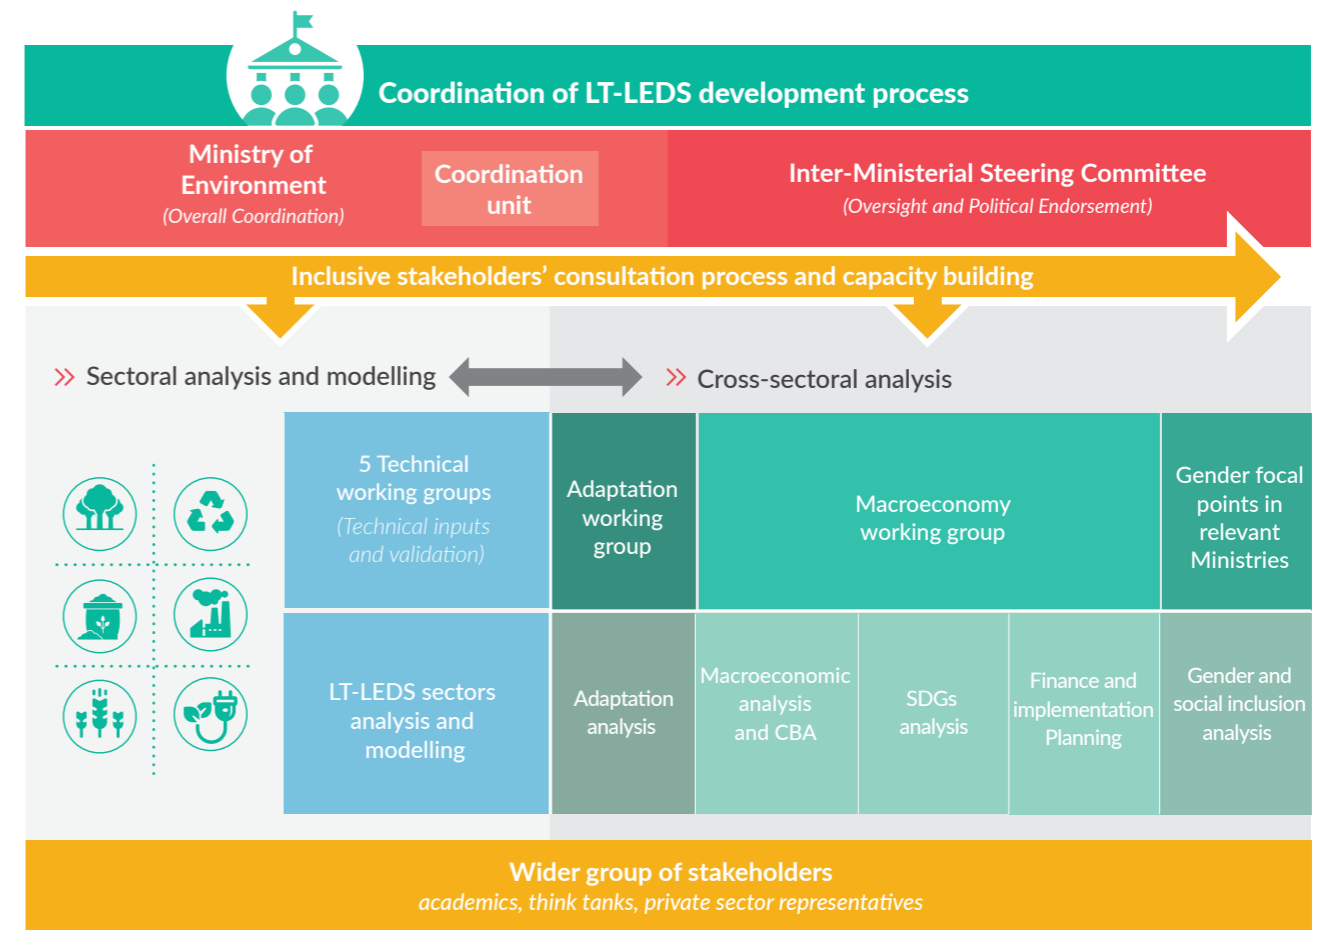 Coordination of LT-LEDS development process
Ministry of
Environment
(Overall Coordination)
Coordination
unit
Inter-Ministerial Steering Committee
(Oversight and Political Endorsement)
Inclusive stakeholders’ consultation process and capacity building
Sectoral analysis and modelling
Cross-sectoral analysis
5 Technical
working groups
(Technical inputs
and validation)
Adaptation
working
group
Macroeconomy
working group
Gender focal
points in
relevant
Ministries
LT-LEDS sectors
analysis and
modelling
Adaptation
analysis
Macroeconomic
analysis
and CBA
SDGs
analysis
Finance and
implementation
Planning
Gender and
social inclusion
analysis
Wider group of stakeholders
academics, think tanks, private sector representatives